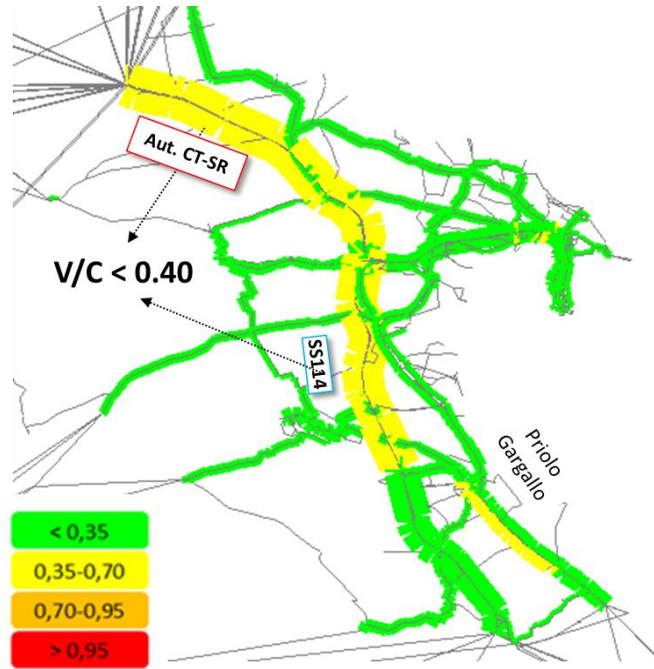 Aut. CT-SR
V/C < 0.40
SS114
Priolo
Gargallo
< 0,35
0,35-0,70
0,70-0,95
> 0,95